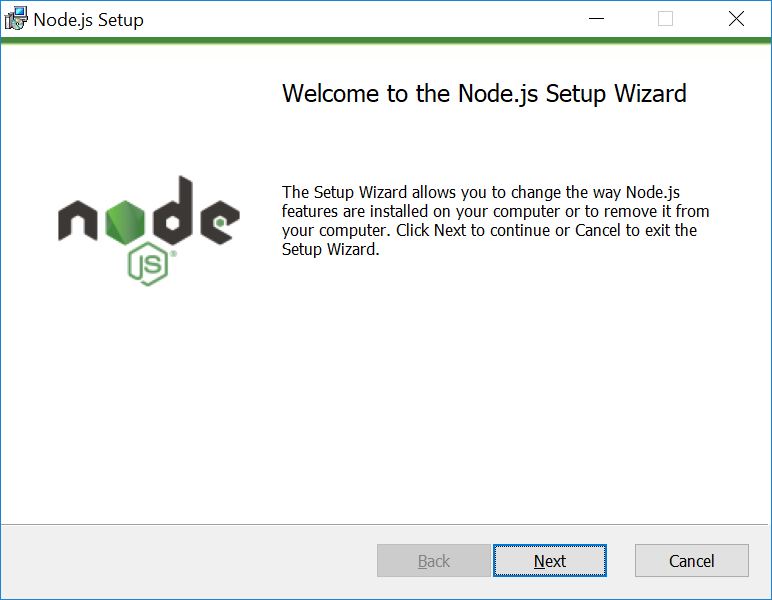 Node.js Setup
Welcome to the Node.js Setup Wizard
The Setup Wizard allows you to change the way Node.js
features are installed on your computer or to remove it from
your computer. Click Next to continue or Cancel to exit the
Setup Wizard.
node
JS®
Back Next Cancel